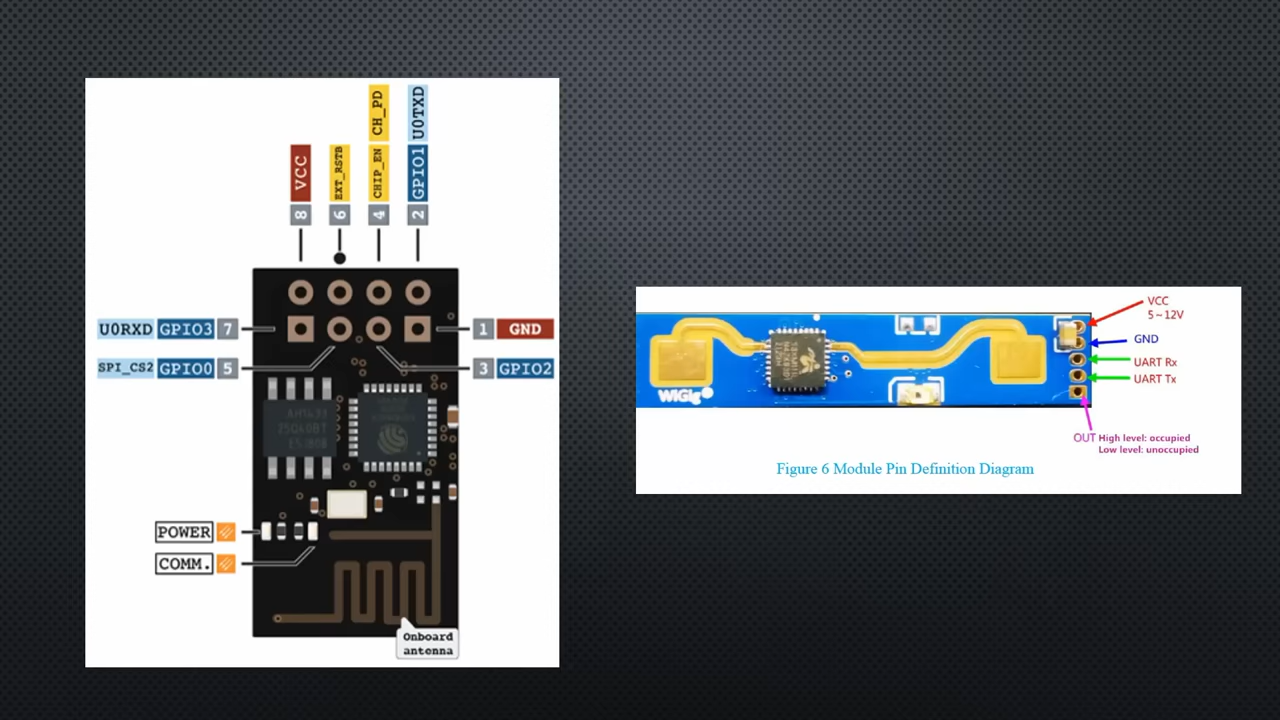 VCC
8
EXT_RSTB
6
CH_PD
CHIP_EN
4
U0TXD
GPIO1
2
U0RXD GPIO3 7
1 GND
SPI_CS2 GPIO0 5
3 GPIO2
25Q40BT
POWER
COMM.
Onboard
antenna
VCC
5~12V
GND
UART Rx
UART Tx
WiGig
OUT High level: occupied
Low level: unoccupied
Figure 6 Module Pin Definition Diagram